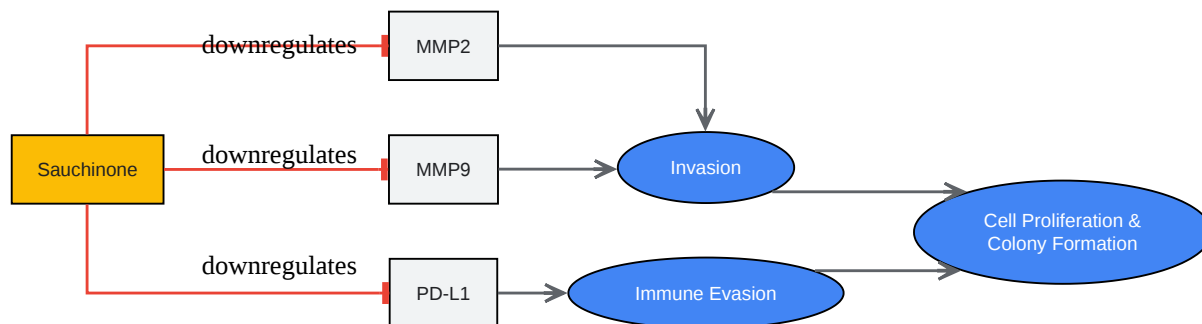 downregulates
MMP2
Sauchinone
downregulates
MMP9
Invasion
Cell Proliferation &
Colony Formation
downregulates
PD-L1
Immune Evasion